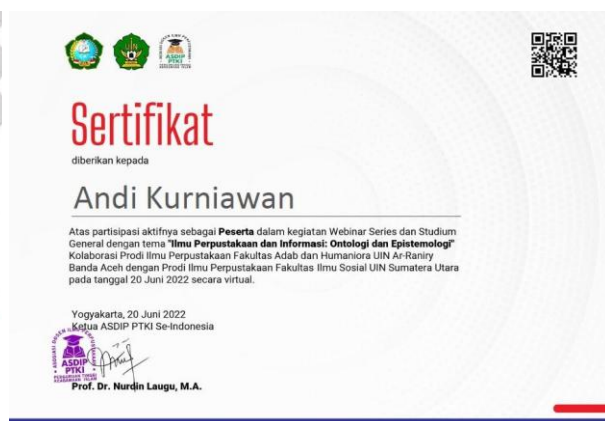 UIN
ASDIP
PTKI
Sertifikat
diberikan kepada
Andi Kurniawan
Atas partisipasi aktifnya sebagai Peserta dalam kegiatan Webinar Series dan Studium
General dengan tema "Ilmu Perpustakaan dan Informasi: Ontologi dan Epistemologi"
Kolaborasi Prodi Ilmu Perpustakaan Fakultas Adab dan Humaniora UIN Ar-Raniry
Banda Aceh dengan Prodi Ilmu Perpustakaan Fakultas Ilmu Sosial UIN Sumatera Utara
pada tanggal 20 Juni 2022 secara virtual.
Yogyakarta, 20 Juni 2022
Ketua ASDIP PTKI Se-Indonesia
ASDIP
PTKI
Prof. Dr. Nurdin Laugu, M.A.